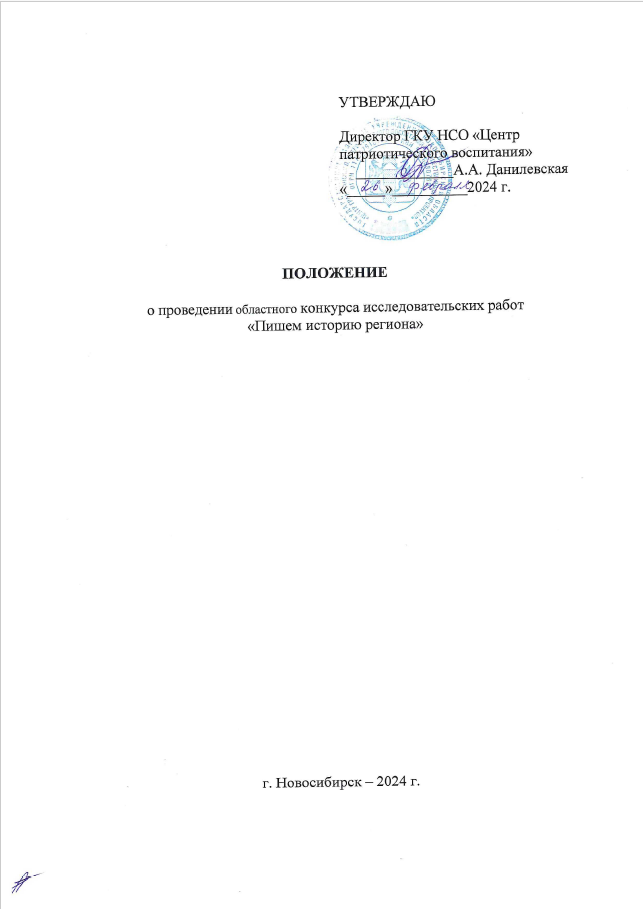 УТВЕРЖДАЮ
Директор ГКУ НСО «Центр
патриотического воспитания»
А.А. Данилевская
«26» февраля 2024 г.
ПОЛОЖЕНИЕ
о проведении областного конкурса исследовательских работ
«Пишем историю региона»
г. Новосибирск – 2024 г.